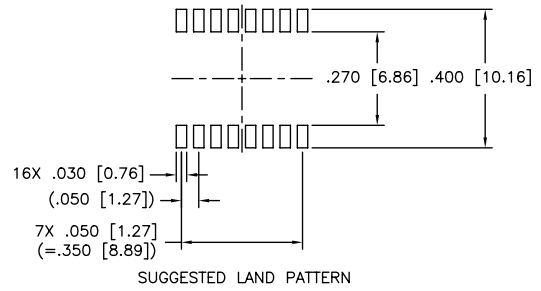 .270 [6.86] .400 [10.16]
16X .030 [0.76]
(.050 [1.27])
7X .050 [1.27]
(=.350 [8.89])
SUGGESTED LAND PATTERN